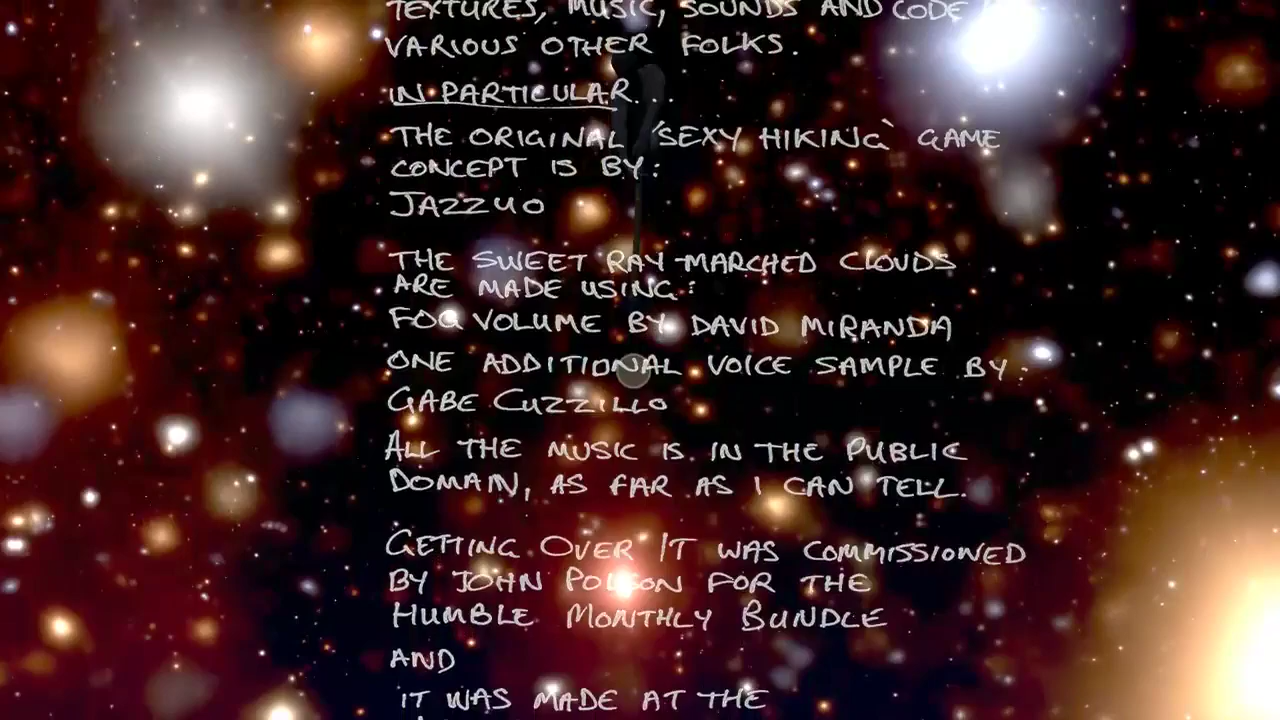 TEXTURES, MUSIC, SOUNDS AND CODE
VARIOUS OTHER FOLKS.
IN PARTICULAR...
THE ORIGINAL 'SEXY HIKING' GAME
CONCEPT IS BY:
JAZZUO
THE SWEET RAY-MARCHED CLOUDS
ARE MADE USING:
FOG VOLUME BY DAVID MIRANDA
ONE ADDITIONAL VOICE SAMPLE BY:
GABE CUZZILLO
ALL THE MUSIC IS IN THE PUBLIC
DOMAIN, AS FAR AS I CAN TELL.
GETTING OVER IT WAS COMMISSIONED
BY JOHN POLSON FOR THE
HUMBLE MONTHLY BUNDLE
AND
IT WAS MADE AT THE